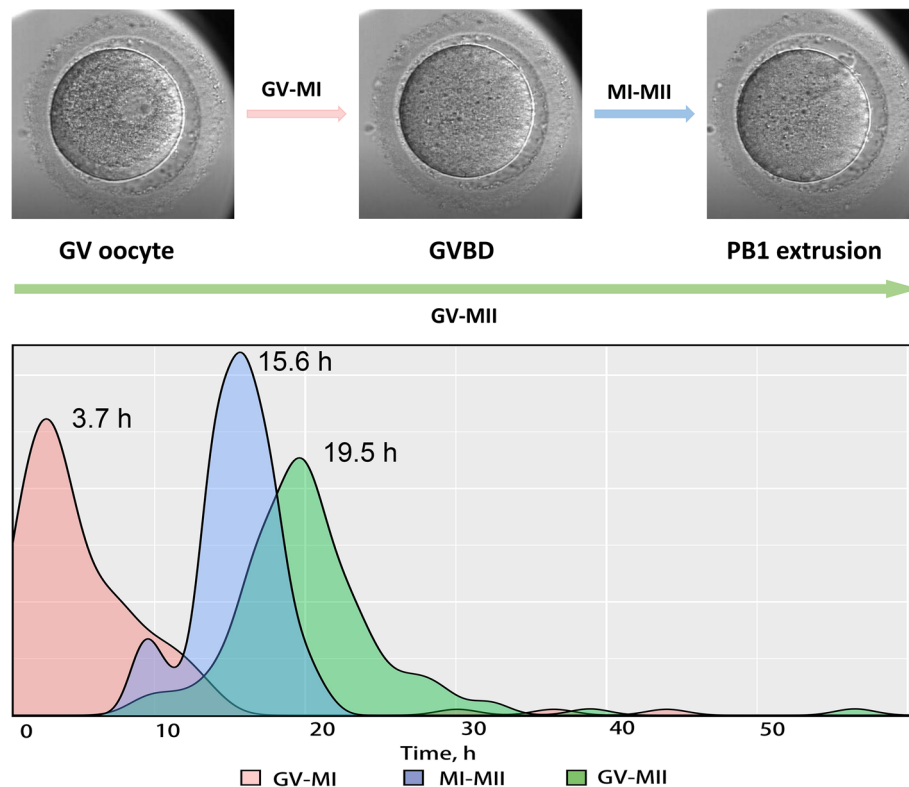 GV-MI
MI-MII
GV oocyte
GVBD
PB1 extrusion
GV-MII
3.7 h
15.6 h
19.5 h
0 10 20 30 40 50
Time, h
GV-MI MI-MII GV-MII